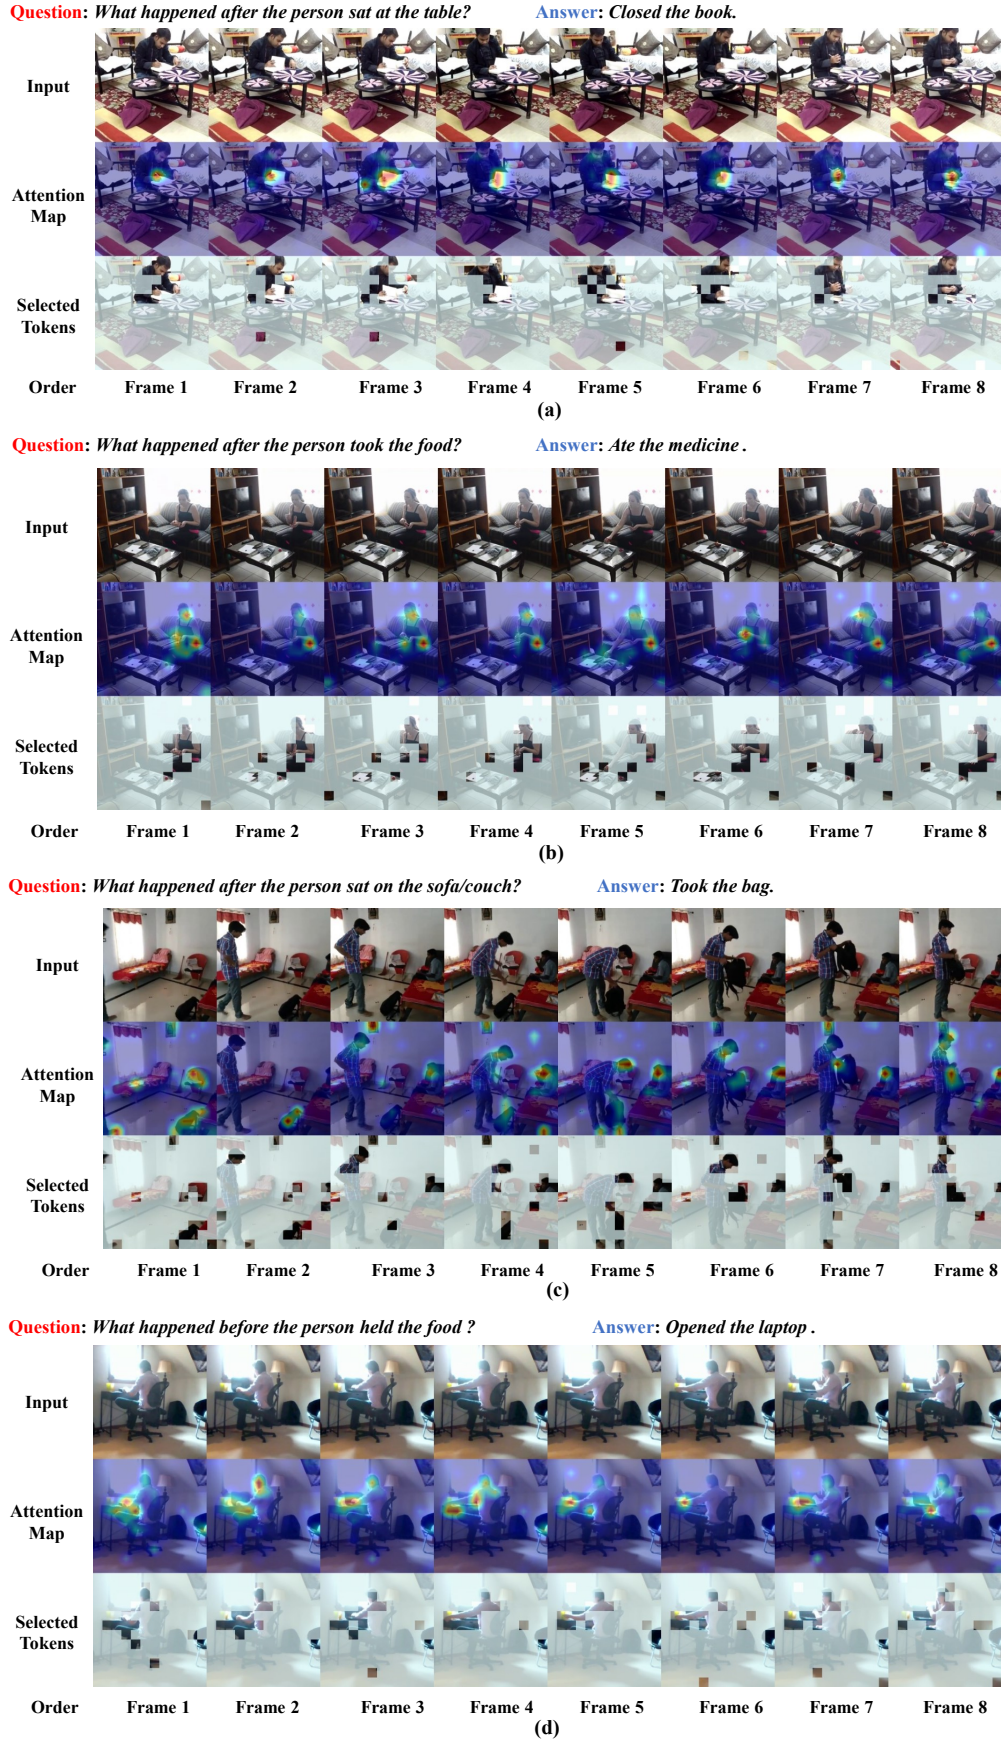 Question: What happened after the person sat at the table? Answer: Closed the book.
Input
Attention
Map
Selected
Tokens
Order Frame 1 Frame 2 Frame 3 Frame 4 Frame 5 Frame 6 Frame 7 Frame 8
(a)
Question: What happened after the person took the food? Answer: Ate the medicine .
Input
Attention
Map
Selected
Tokens
Order Frame 1 Frame 2 Frame 3 Frame 4 Frame 5 Frame 6 Frame 7 Frame 8
(b)
Question: What happened after the person sat on the sofa/couch? Answer: Took the bag.
Input
Attention
Map
Selected
Tokens
Order Frame 1 Frame 2 Frame 3 Frame 4 Frame 5 Frame 6 Frame 7 Frame 8
(c)
Question: What happened before the person held the food ? Answer: Opened the laptop .
Input
Attention
Map
Selected
Tokens
Order Frame 1 Frame 2 Frame 3 Frame 4 Frame 5 Frame 6 Frame 7 Frame 8
(d)